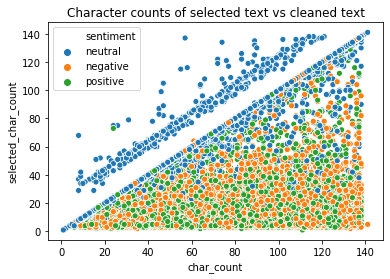 Character counts of selected text vs cleaned text
sentiment
neutral
negative
positive
140
120
100
80
60
40
20
0
selected_char_count
0 20 40 60 80 100 120 140
char_count